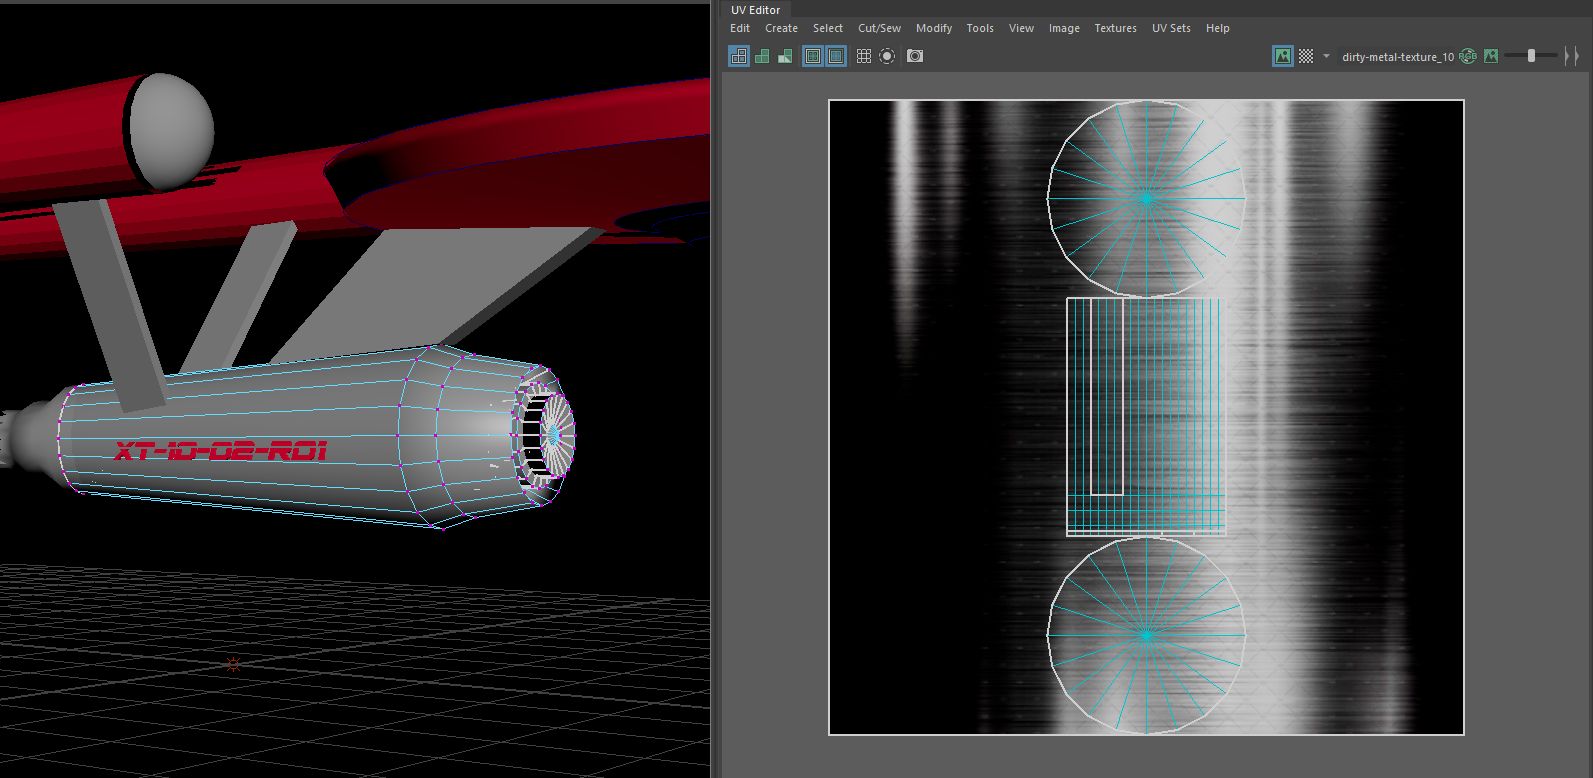 UV Editor
Edit Create Select Cut/Sew Modify Tools View Image Textures UV Sets Help
dirty-metal-texture_10
RGB
XT-10-02-R01